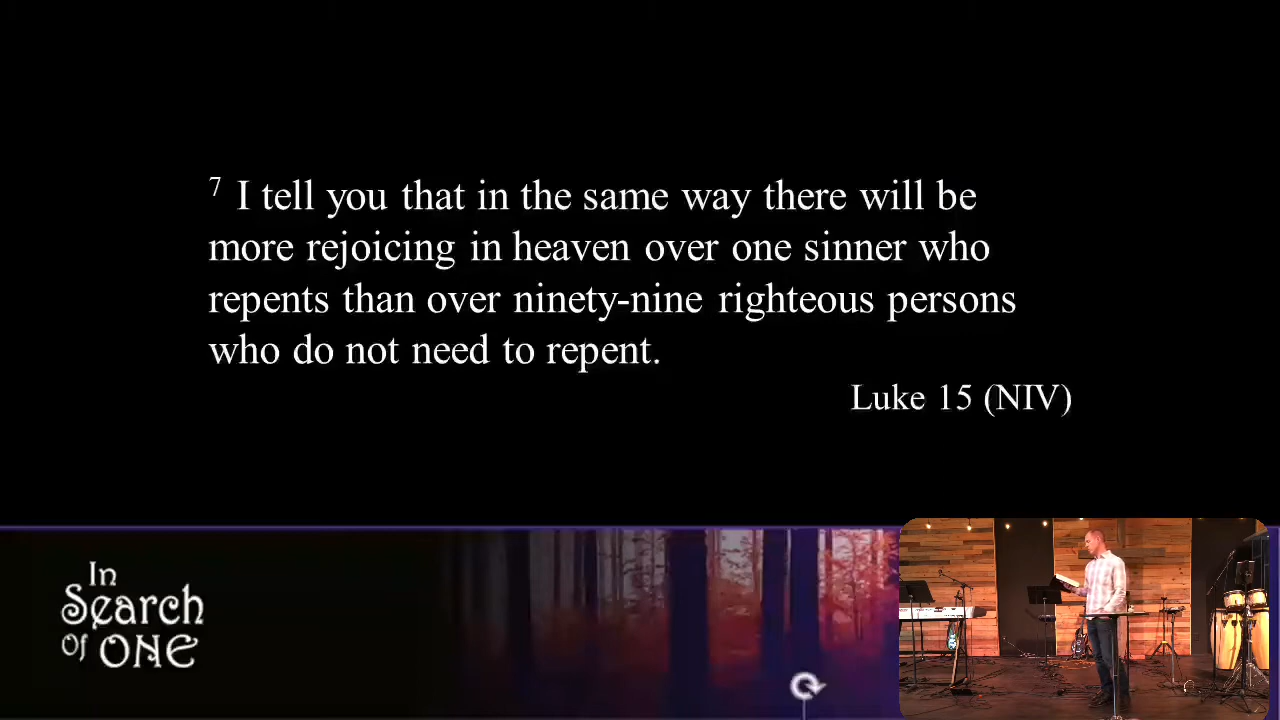 7 I tell you that in the same way there will be
more rejoicing in heaven over one sinner who
repents than over ninety-nine righteous persons
who do not need to repent.
Luke 15 (NIV)
In
Search
Of ONE